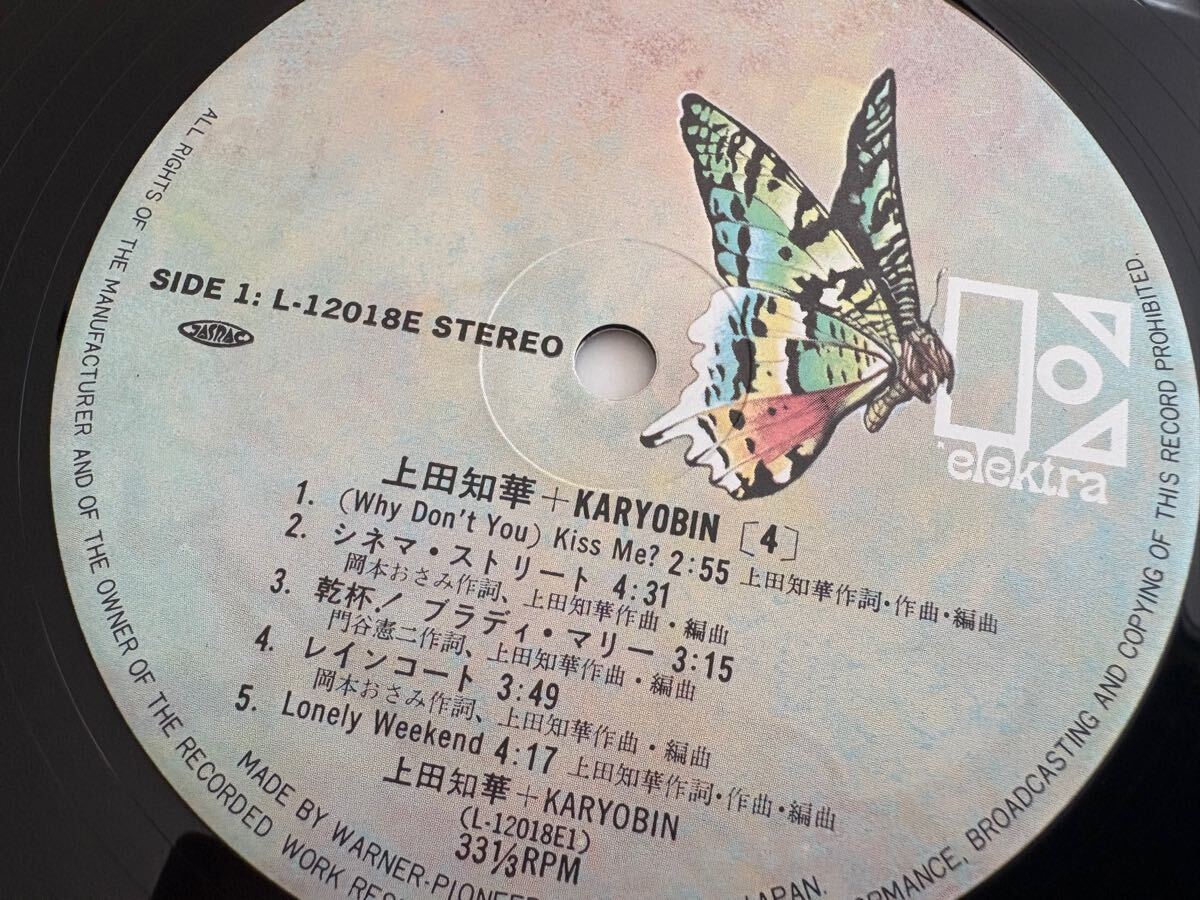 SIDE 1: L-12018E STEREO
JASRAC
elektra
上田知華+KARYOBIN [4]
1. (Why Don't You) Kiss Me? 2:55 上田知華作詞・作曲・編曲
2. シネマ・ストリート 4:31
岡本おさみ作詞、上田知華作曲・編曲
3. 乾杯!ブラディ・マリー 3:15
門谷憲二作詞、上田知華作曲・編曲
4. レインコート 3:49
岡本おさみ作詞、上田知華作曲・編曲
5. Lonely Weekend 4:17 上田知華作詞・作曲・編曲
上田知華+KARYOBIN
(L-12018E1)
33⅓RPM
MADE BY WARNER-PIONEER
JAPAN.
ALL RIGHTS OF THE MANUFACTURER AND OF THE OWNER OF THE RECORDED WORK
BROADCASTING AND COPYING OF THIS RECORD PROHIBITED.